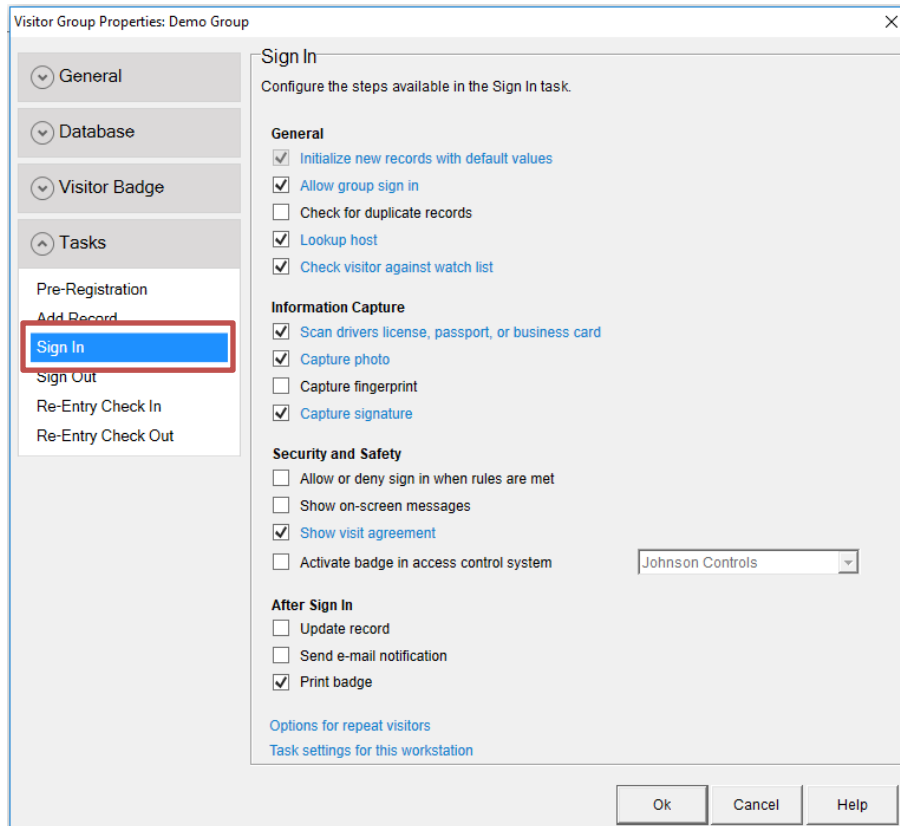 Visitor Group Properties: Demo Group
General
Database
Visitor Badge
Tasks
Pre-Registration
Add Record
Sign In
Sign Out
Re-Entry Check In
Re-Entry Check Out
Sign In
Configure the steps available in the Sign In task.
General
Initialize new records with default values
Allow group sign in
Check for duplicate records
Lookup host
Check visitor against watch list
Information Capture
Scan drivers license, passport, or business card
Capture photo
Capture fingerprint
Capture signature
Security and Safety
Allow or deny sign in when rules are met
Show on-screen messages
Show visit agreement
Activate badge in access control system Johnson Controls
After Sign In
Update record
Send e-mail notification
Print badge
Options for repeat visitors
Task settings for this workstation
Ok Cancel Help